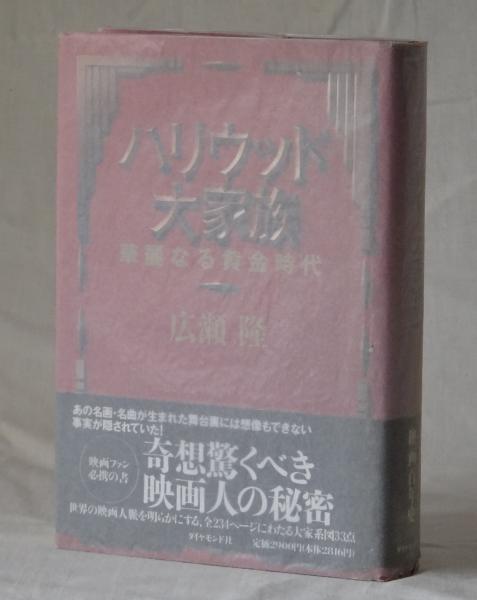 ハリウッド
大家族
華麗なる黄金時代
広瀬 隆
あの名画・名曲が生まれた舞台裏には想像もできない
事実が隠されていた!
映画ファン
必携の書
奇想驚くべき
映画人の秘密
世界の映画人脈を明らかにする、全234ページにわたる大家系図33点
ダイヤモンド社
定価2900円(本体2816円)
映画百年史